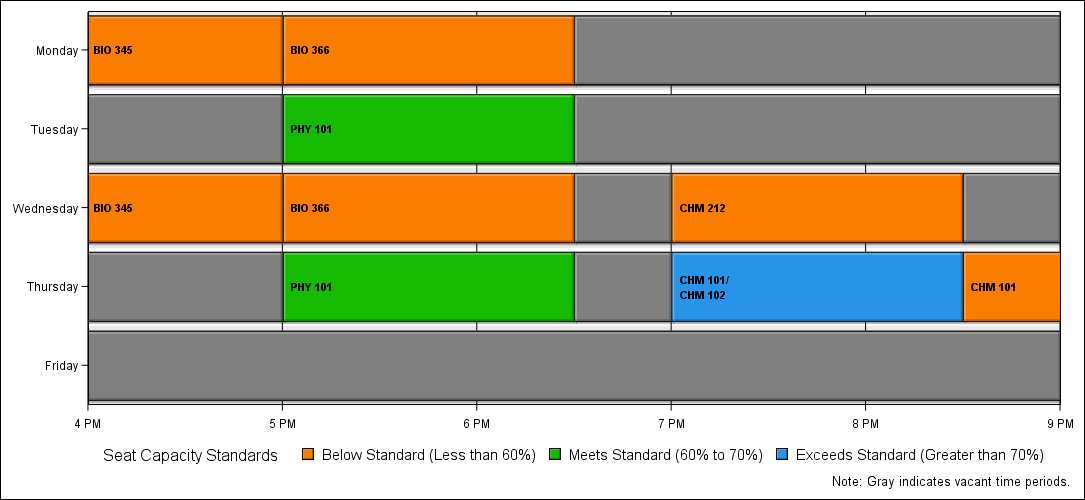 Monday
BIO 345
BIO 366
Tuesday
PHY 101
Wednesday
BIO 345
BIO 366
CHM 212
Thursday
PHY 101
CHM 101/
CHM 102
CHM 101
Friday
4 PM
5 PM
6 PM
7 PM
8 PM
9 PM
Seat Capacity Standards
Below Standard (Less than 60%)
Meets Standard (60% to 70%)
Exceeds Standard (Greater than 70%)
Note: Gray indicates vacant time periods.